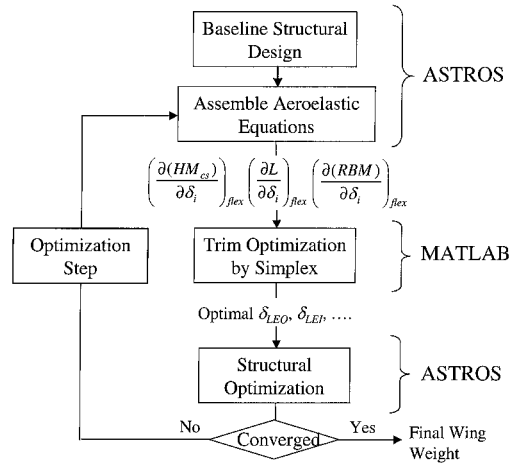 Baseline Structural
Design
ASTROS
Assemble Aeroelastic
Equations
(∂(HM_cs)/∂δ_i)_flex (∂L/∂δ_i)_flex (∂(RBM)/∂δ_i)_flex
Optimization
Step
Trim Optimization
by Simplex
MATLAB
Optimal δ_LEO, δ_LEI, ....
Structural
Optimization
ASTROS
No
Converged
Yes
Final Wing
Weight